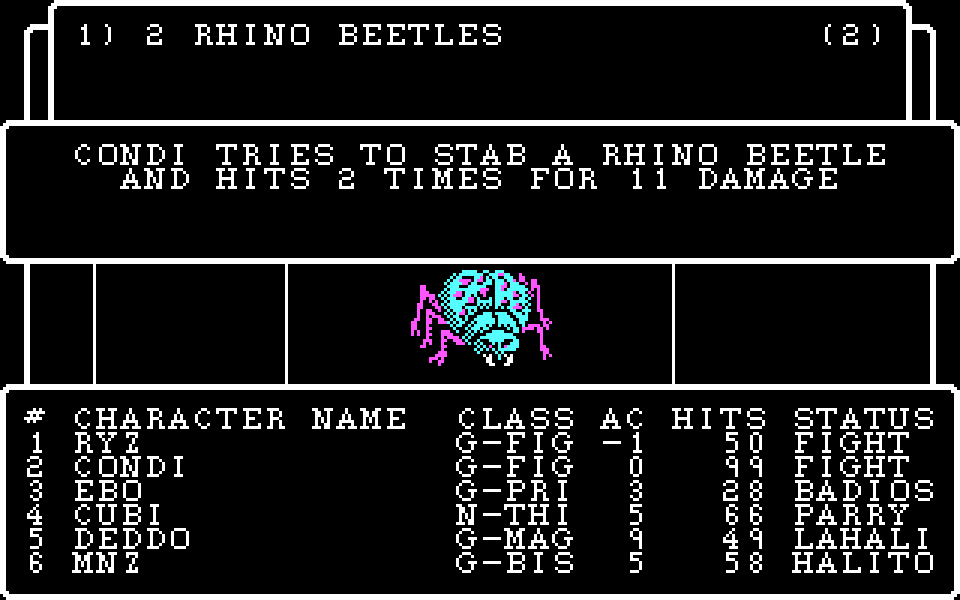 1) 2 RHINO BEETLES (2)
CONDI TRIES TO STAB A RHINO BEETLE
AND HITS 2 TIMES FOR 11 DAMAGE
# CHARACTER NAME CLASS AC HITS STATUS
1 RYZ G-FIG -1 50 FIGHT
2 CONDI G-FIG 0 99 FIGHT
3 EBO G-PRI 3 28 BADIOS
4 CUBI N-THI 5 66 PARRY
5 DEDDO G-MAG 9 49 LAHALI
6 MNZ G-BIS 5 58 HALITO